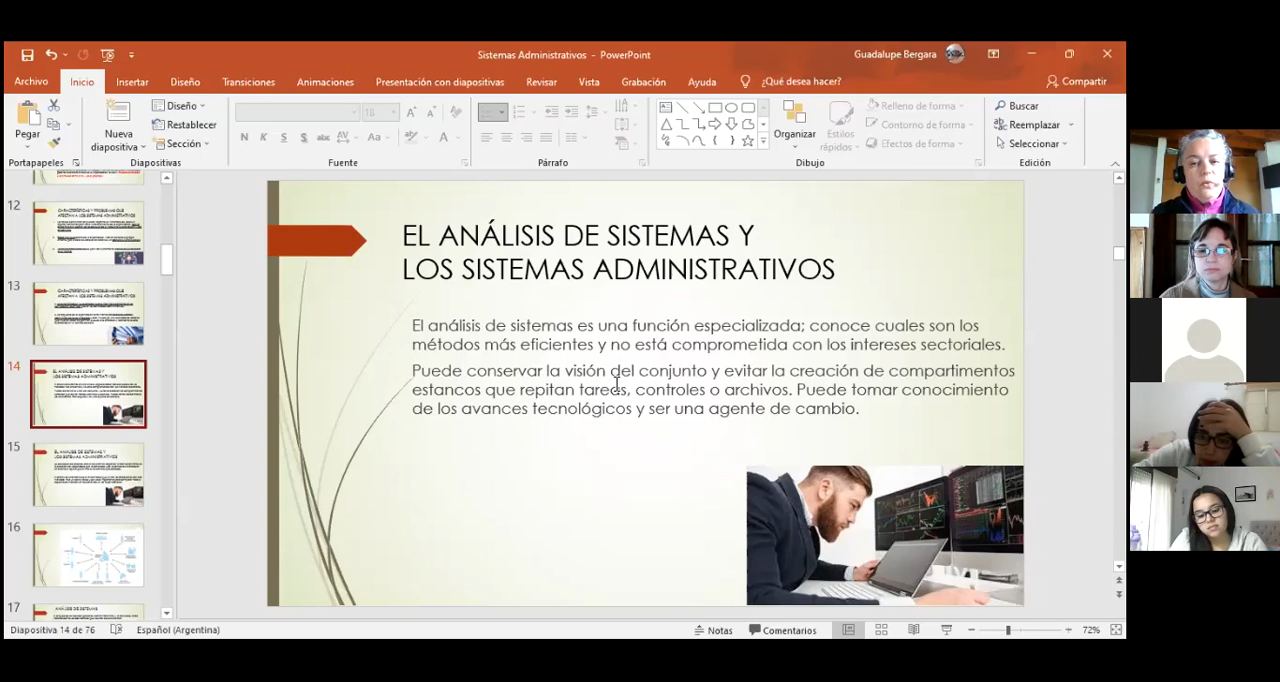 Sistemas Administrativos - PowerPoint
Guadalupe Bergara
Archivo
Inicio
Insertar
Diseño
Transiciones
Animaciones
Presentación con diapositivas
Revisar
Vista
Grabación
Ayuda
¿Qué desea hacer?
Compartir
Pegar
Nueva
diapositiva
Diseño
Restablecer
Sección
18
N K S S abc AV Aa A
Organizar
Estilos
rápidos
Relleno de forma
Contorno de forma
Efectos de forma
Buscar
Reemplazar
Seleccionar
Portapapeles
Diapositivas
Fuente
Párrafo
Dibujo
Edición
12
13
14
15
16
17
EL ANÁLISIS DE SISTEMAS Y
LOS SISTEMAS ADMINISTRATIVOS
El análisis de sistemas es una función especializada; conoce cuales son los
métodos más eficientes y no está comprometida con los intereses sectoriales.
Puede conservar la visión del conjunto y evitar la creación de compartimentos
estancos que repitan tareas, controles o archivos. Puede tomar conocimiento
de los avances tecnológicos y ser una agente de cambio.
Diapositiva 14 de 76
Español (Argentina)
Notas
Comentarios
72%